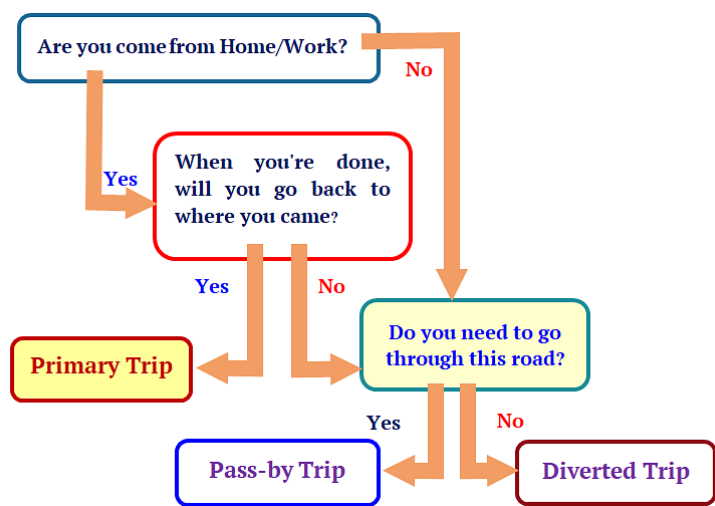 Are you come from Home/Work?
No
Yes
When you're done,
will you go back to
where you came?
Yes
No
Do you need to go
through this road?
Primary Trip
Yes
No
Pass-by Trip
Diverted Trip